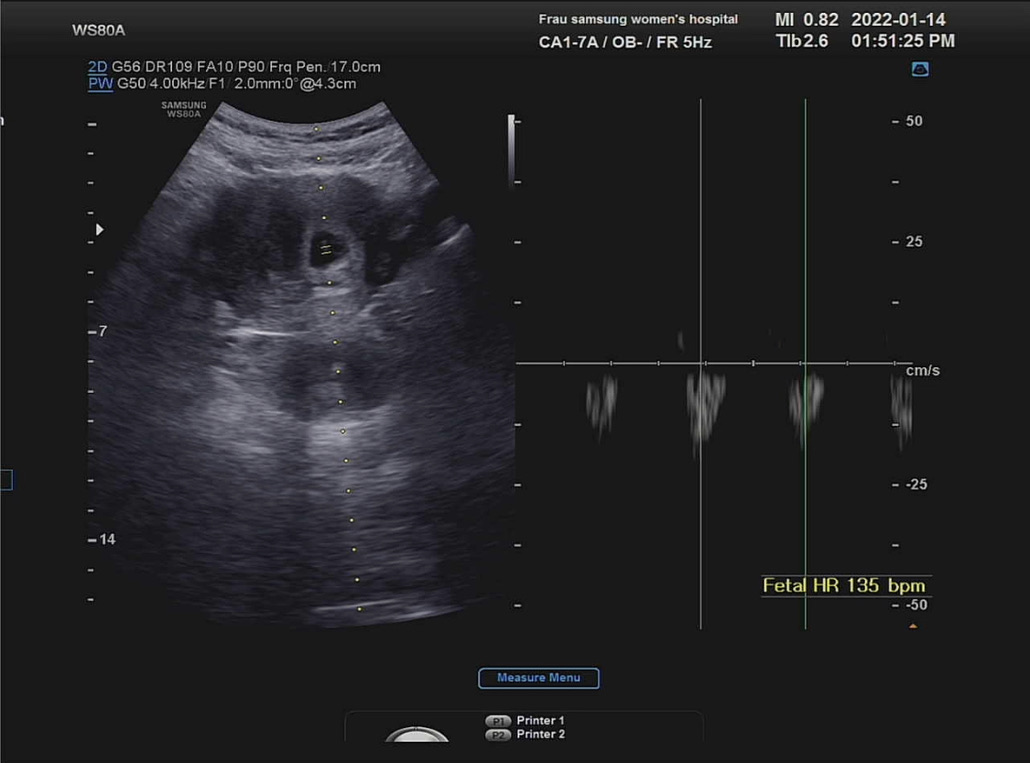 WS80A
Frau samsung women's hospital
MI 0.82 2022-01-14
CA1-7A / OB- / FR 5Hz
TIb 2.6 01:51:25 PM
2D G56/DR109/FA10/P90/Frq Pen./17.0cm
PW G50/4.00kHz/F1/ 2.0mm:0°@4.3cm
SAMSUNG
WS80A
50
25
7
cm/s
-25
14
Fetal HR 135 bpm
-50
Measure Menu
P1 Printer 1
P2 Printer 2